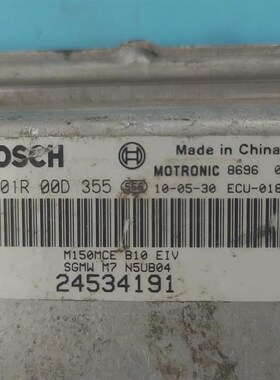 BOSCH
Made in China
MOTRONIC 8696
01R 00D 355
10-05-30 ECU-018
M150MCE B10 EIV
SGMW M7 N5UB04
24534191